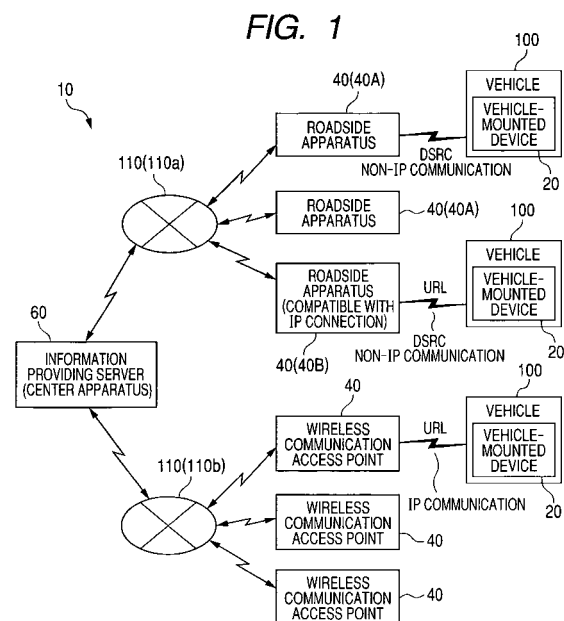 FIG. 1
10
110(110a)
40(40A)
ROADSIDE
APPARATUS
DSRC
NON-IP COMMUNICATION
100
VEHICLE
VEHICLE-
MOUNTED
DEVICE
20
ROADSIDE
APPARATUS
40(40A)
ROADSIDE
APPARATUS
(COMPATIBLE WITH
IP CONNECTION)
40(40B)
URL
DSRC
NON-IP COMMUNICATION
100
VEHICLE
VEHICLE-
MOUNTED
DEVICE
20
60
INFORMATION
PROVIDING SERVER
(CENTER APPARATUS)
110(110b)
40
WIRELESS
COMMUNICATION
ACCESS POINT
URL
IP COMMUNICATION
100
VEHICLE
VEHICLE-
MOUNTED
DEVICE
20
WIRELESS
COMMUNICATION
ACCESS POINT
40
WIRELESS
COMMUNICATION
ACCESS POINT
40